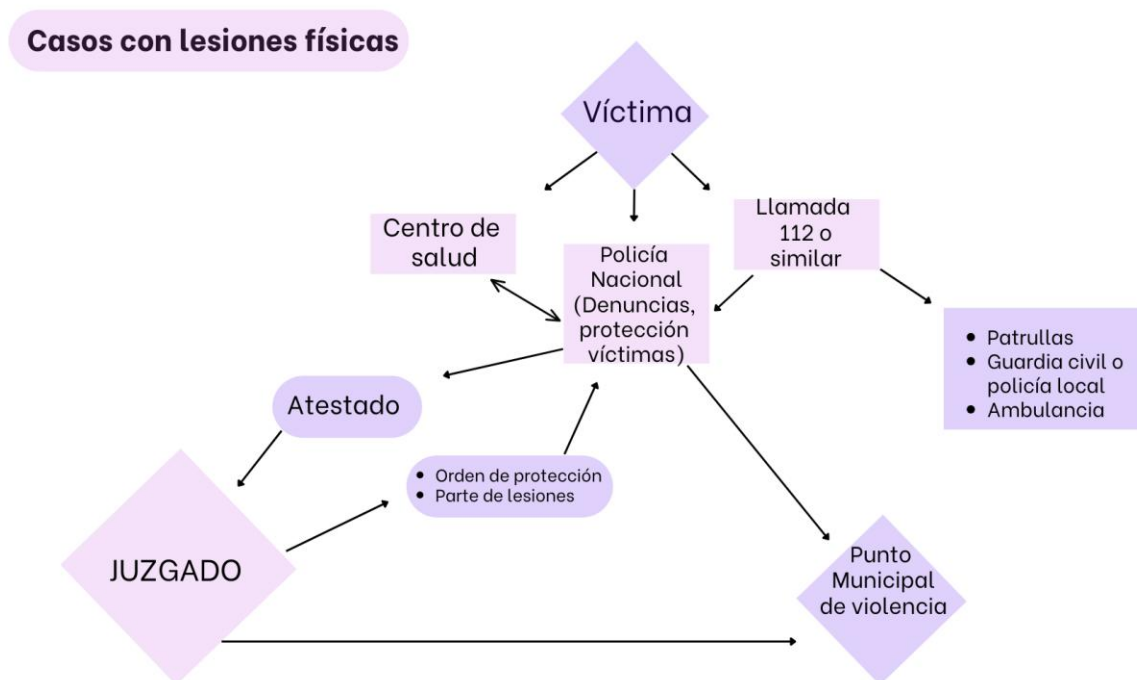 Casos con lesiones físicas
Víctima
Centro de
salud
Policía
Nacional
(Denuncias,
protección
víctimas)
Llamada
112 o
similar
• Patrullas
• Guardia civil o
policía local
• Ambulancia
Atestado
• Orden de protección
• Parte de lesiones
JUZGADO
Punto
Municipal
de violencia